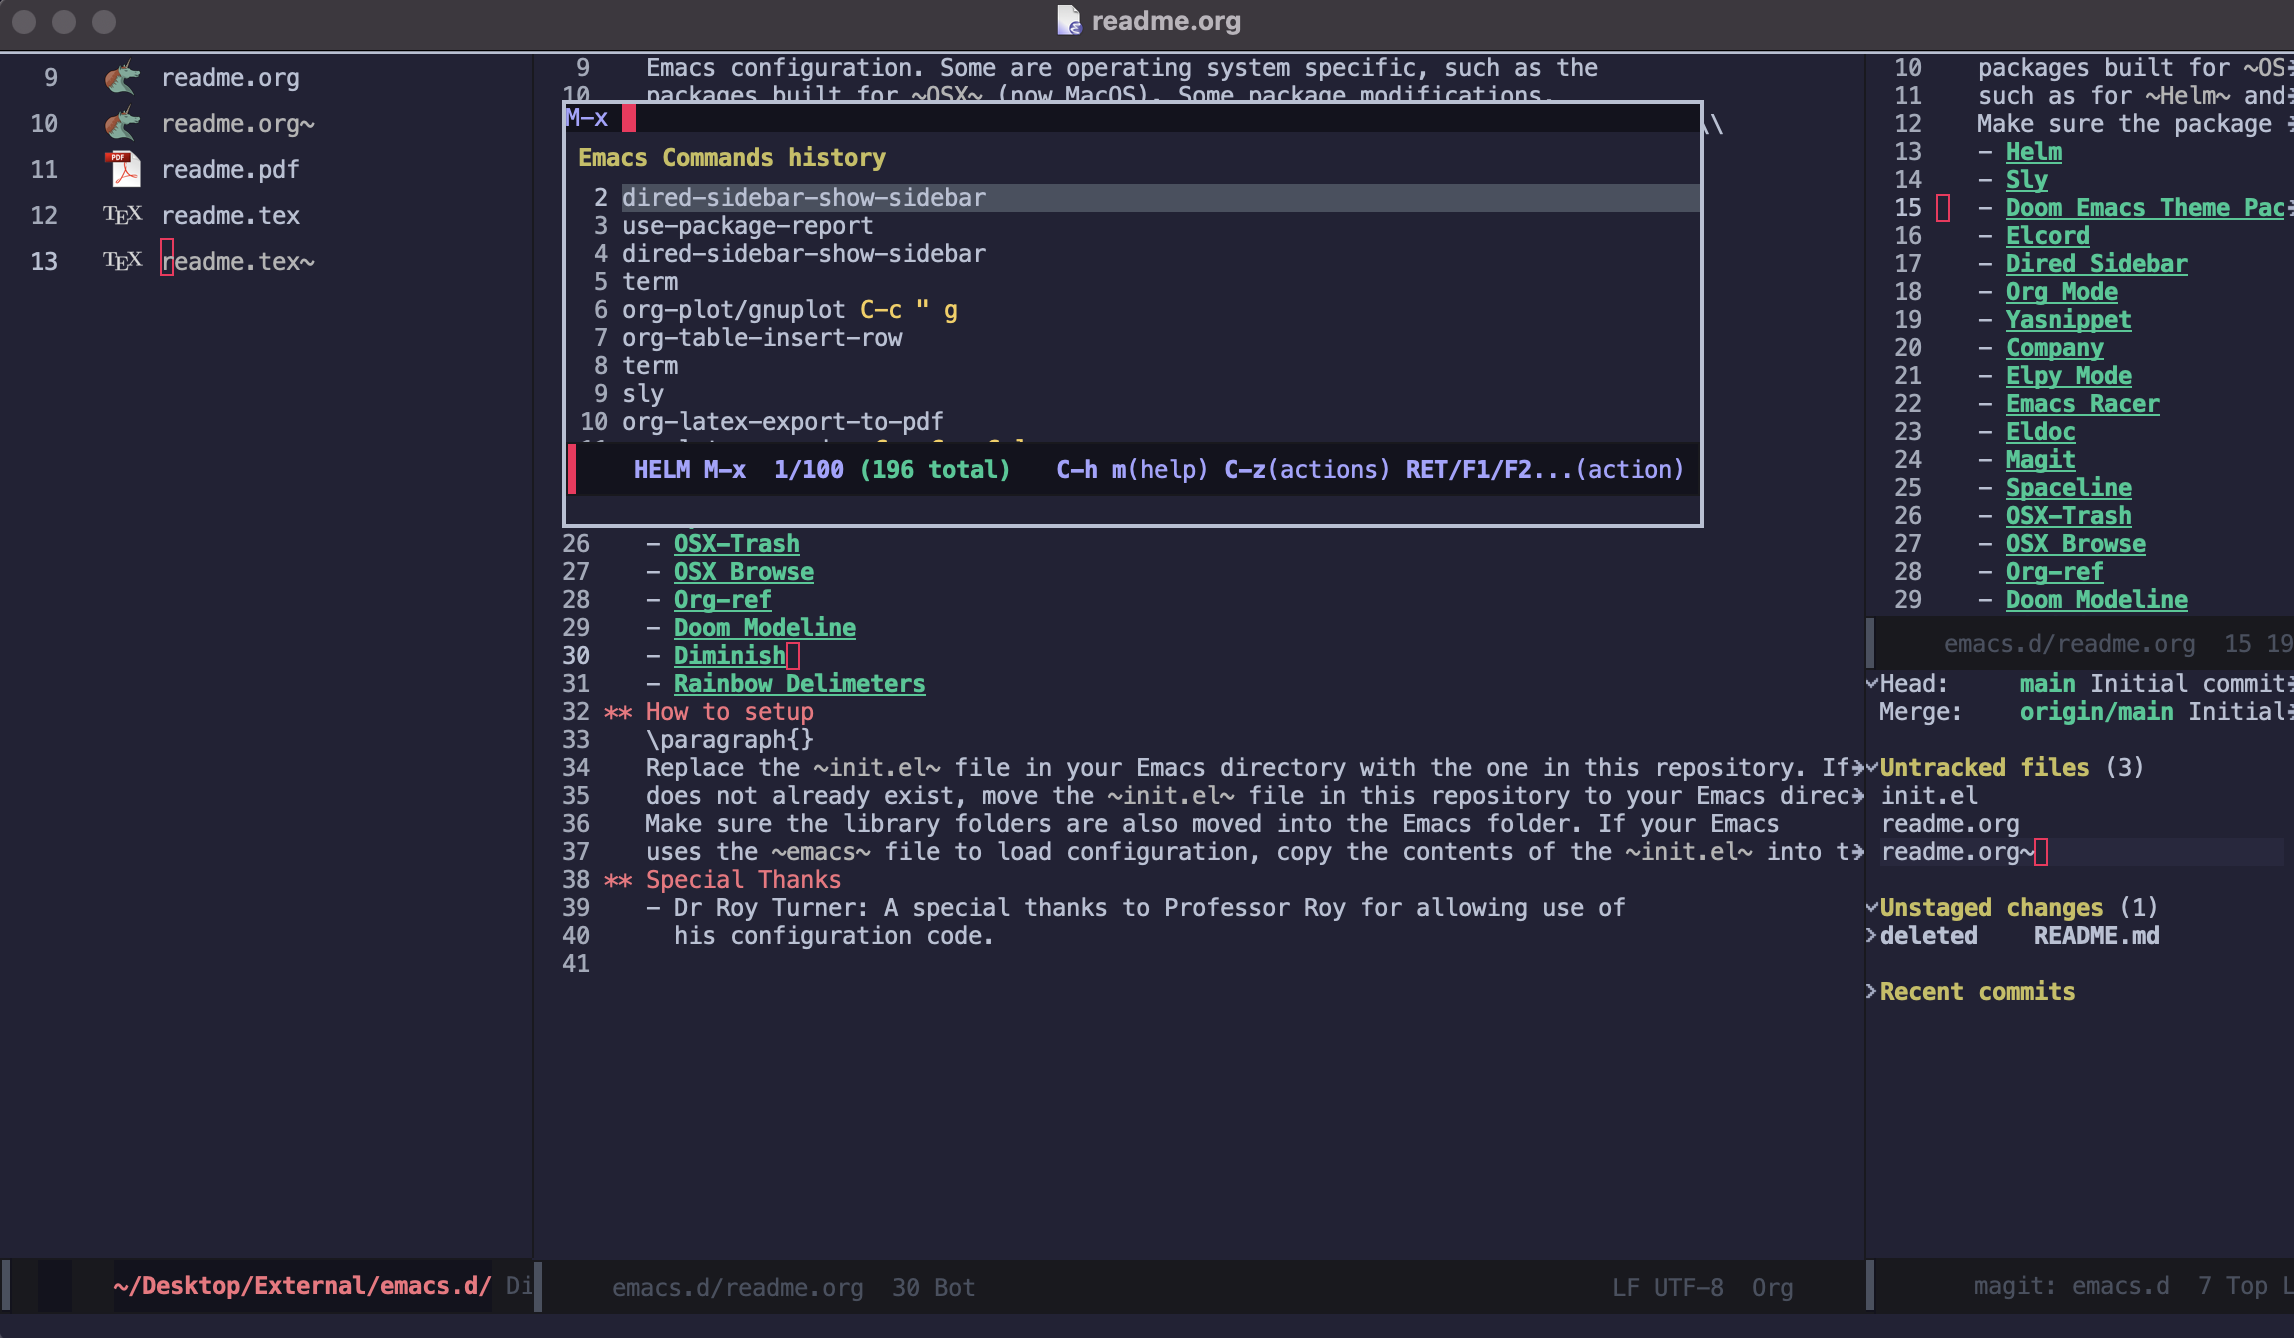 readme.org
9 readme.org
10 readme.org~
11 PDF readme.pdf
12 TEX readme.tex
13 TEX readme.tex~
~/Desktop/External/emacs.d/ Di
9 Emacs configuration. Some are operating system specific, such as the
10 packages built for ~OSX~ (now MacOS). Some package modifications,
\\
M-x
Emacs Commands history
2 dired-sidebar-show-sidebar
3 use-package-report
4 dired-sidebar-show-sidebar
5 term
6 org-plot/gnuplot C-c " g
7 org-table-insert-row
8 term
9 sly
10 org-latex-export-to-pdf
HELM M-x 1/100 (196 total) C-h m(help) C-z(actions) RET/F1/F2...(action)
26 - OSX-Trash
27 - OSX Browse
28 - Org-ref
29 - Doom Modeline
30 - Diminish
31 - Rainbow Delimeters
32 ** How to setup
33 \paragraph{}
34 Replace the ~init.el~ file in your Emacs directory with the one in this repository. If
35 does not already exist, move the ~init.el~ file in this repository to your Emacs direc
36 Make sure the library folders are also moved into the Emacs folder. If your Emacs
37 uses the ~emacs~ file to load configuration, copy the contents of the ~init.el~ into t
38 ** Special Thanks
39 - Dr Roy Turner: A special thanks to Professor Roy for allowing use of
40 his configuration code.
41
emacs.d/readme.org 30 Bot LF UTF-8 Org
10 packages built for ~OS
11 such as for ~Helm~ and
12 Make sure the package
13 - Helm
14 - Sly
15 - Doom Emacs Theme Pac
16 - Elcord
17 - Dired Sidebar
18 - Org Mode
19 - Yasnippet
20 - Company
21 - Elpy Mode
22 - Emacs Racer
23 - Eldoc
24 - Magit
25 - Spaceline
26 - OSX-Trash
27 - OSX Browse
28 - Org-ref
29 - Doom Modeline
emacs.d/readme.org 15 19
Head: main Initial commit
Merge: origin/main Initial
Untracked files (3)
init.el
readme.org
readme.org~
Unstaged changes (1)
deleted README.md
Recent commits
magit: emacs.d 7 Top L